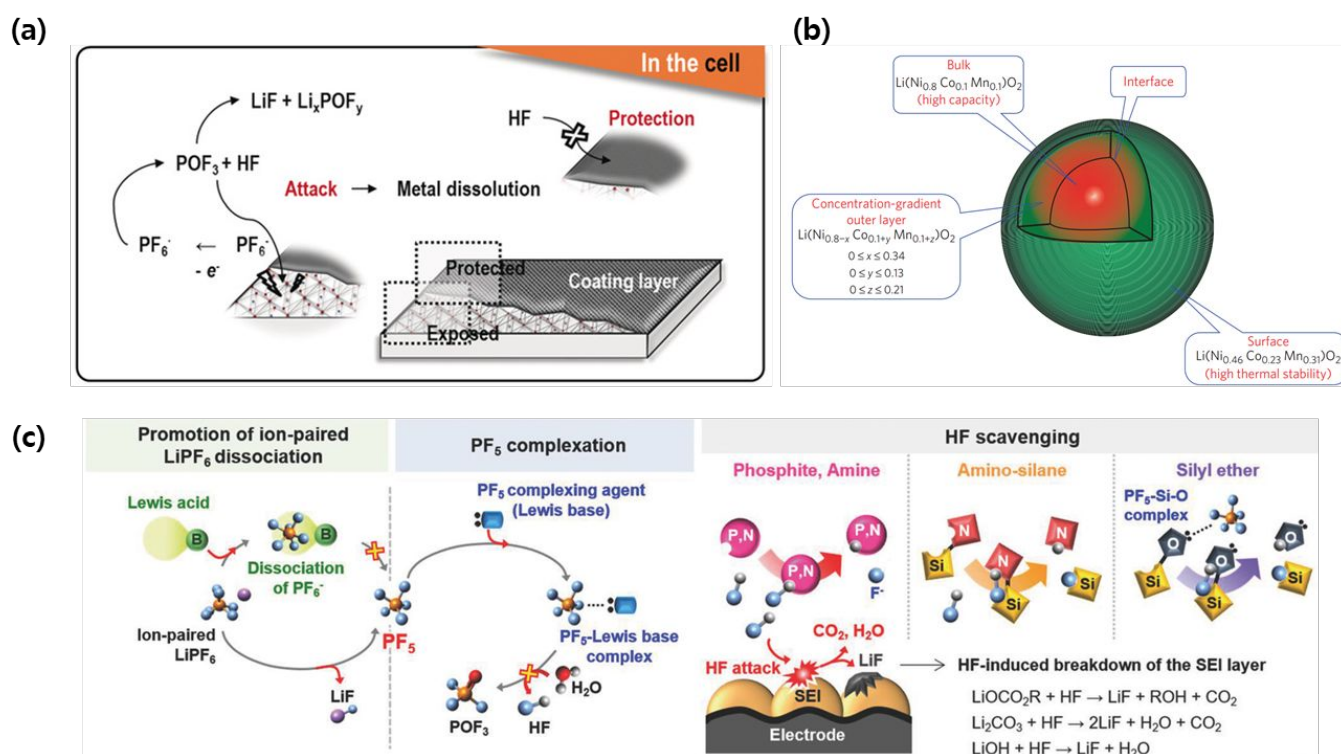 (a)
In the cell
LiF + LiₓPOFᵧ
POF₃ + HF
PF₆· ← PF₆⁻
- e⁻
Attack → Metal dissolution
HF
Protection
Protected
Exposed
Coating layer
(b)
Bulk
Li(Ni₀.₈ Co₀.₁ Mn₀.₁)O₂
(high capacity)
Interface
Concentration-gradient
outer layer
Li(Ni₀.₈₋ₓ Co₀.₁₊ᵧ Mn₀.₁₊z)O₂
0 ≤ x ≤ 0.34
0 ≤ y ≤ 0.13
0 ≤ z ≤ 0.21
Surface
Li(Ni₀.₄₆ Co₀.₂₃ Mn₀.₃₁)O₂
(high thermal stability)
(c)
Promotion of ion-paired
LiPF₆ dissociation
Lewis acid
B
B
Dissociation
of PF₆⁻
Ion-paired
LiPF₆
LiF
PF₅
PF₅ complexation
PF₅ complexing agent
(Lewis base)
PF₅-Lewis base
complex
POF₃
HF
H₂O
HF scavenging
Phosphite, Amine
P,N
P,N
P,N
F⁻
Amino-silane
N
N
N
Si
Si
Si
Silyl ether
PF₅-Si-O
complex
O
O
O
Si
Si
Si
HF attack
CO₂, H₂O
LiF
SEI
Electrode
HF-induced breakdown of the SEI layer
LiOCO₂R + HF → LiF + ROH + CO₂
Li₂CO₃ + HF → 2LiF + H₂O + CO₂
LiOH + HF → LiF + H₂O